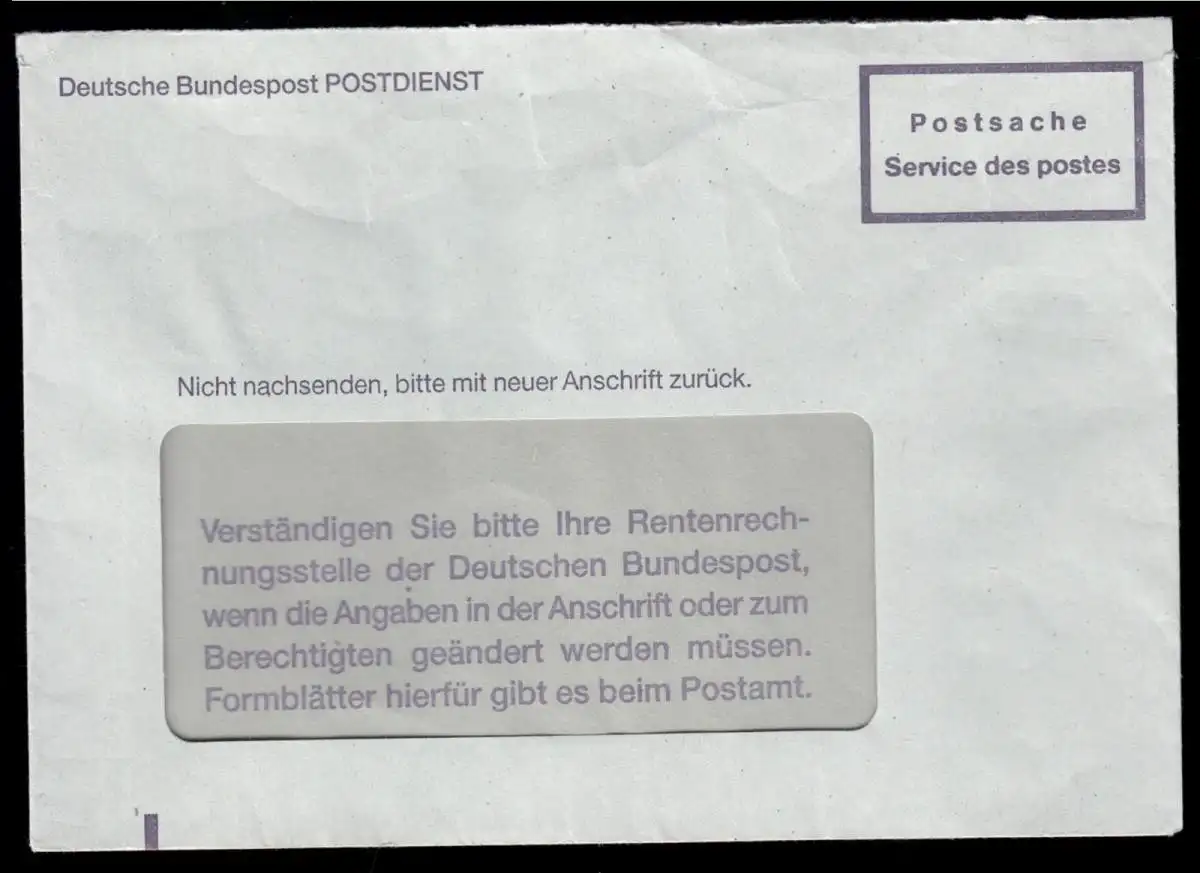 Deutsche Bundespost POSTDIENST
Postsache
Service des postes
Nicht nachsenden, bitte mit neuer Anschrift zurück.
Verständigen Sie bitte Ihre Rentenrech-
nungsstelle der Deutschen Bundespost,
wenn die Angaben in der Anschrift oder zum
Berechtigten geändert werden müssen.
Formblätter hierfür gibt es beim Postamt.